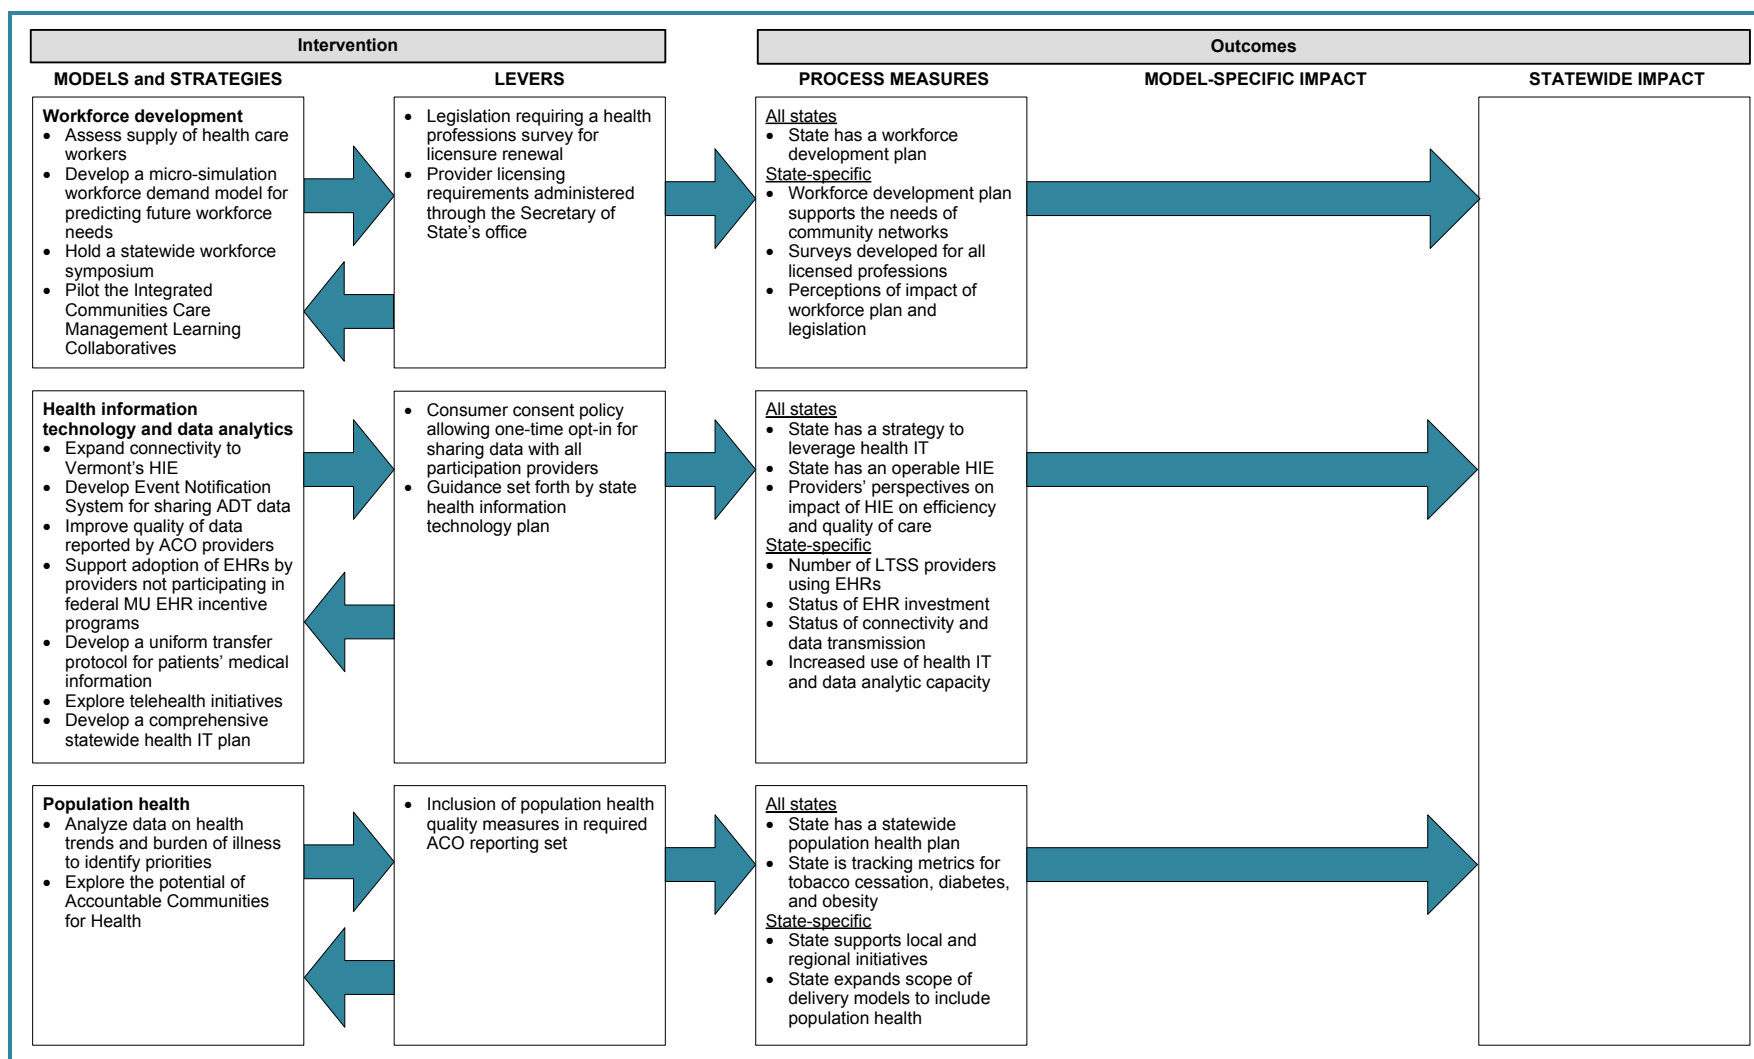 Intervention
Outcomes
MODELS and STRATEGIES
LEVERS
PROCESS MEASURES
MODEL-SPECIFIC IMPACT
STATEWIDE IMPACT
Workforce development
• Assess supply of health care
workers
• Develop a micro-simulation
workforce demand model for
predicting future workforce
needs
• Hold a statewide workforce
symposium
• Pilot the Integrated
Communities Care
Management Learning
Collaboratives
• Legislation requiring a health
professions survey for
licensure renewal
• Provider licensing
requirements administered
through the Secretary of
State’s office
All states
• State has a workforce
development plan
State-specific
• Workforce development plan
supports the needs of
community networks
• Surveys developed for all
licensed professions
• Perceptions of impact of
workforce plan and
legislation
Health information
technology and data analytics
• Expand connectivity to
Vermont’s HIE
• Develop Event Notification
System for sharing ADT data
• Improve quality of data
reported by ACO providers
• Support adoption of EHRs by
providers not participating in
federal MU EHR incentive
programs
• Develop a uniform transfer
protocol for patients’ medical
information
• Explore telehealth initiatives
• Develop a comprehensive
statewide health IT plan
• Consumer consent policy
allowing one-time opt-in for
sharing data with all
participation providers
• Guidance set forth by state
health information
technology plan
All states
• State has a strategy to
leverage health IT
• State has an operable HIE
• Providers’ perspectives on
impact of HIE on efficiency
and quality of care
State-specific
• Number of LTSS providers
using EHRs
• Status of EHR investment
• Status of connectivity and
data transmission
• Increased use of health IT
and data analytic capacity
Population health
• Analyze data on health
trends and burden of illness
to identify priorities
• Explore the potential of
Accountable Communities
for Health
• Inclusion of population health
quality measures in required
ACO reporting set
All states
• State has a statewide
population health plan
• State is tracking metrics for
tobacco cessation, diabetes,
and obesity
State-specific
• State supports local and
regional initiatives
• State expands scope of
delivery models to include
population health